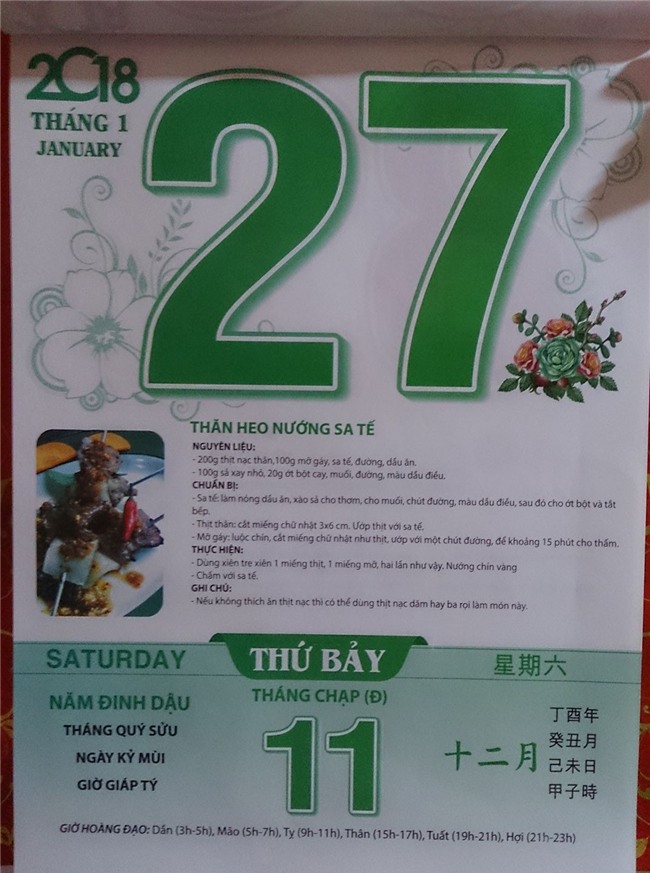 2018
THÁNG 1
JANUARY
27
THĂN HEO NƯỚNG SA TẾ
NGUYÊN LIỆU:
- 200g thịt nạc thăn,100g mỡ gáy, sa tế, đường, dầu ăn.
- 100g sả xay nhỏ, 20g ớt bột cay, muối, đường, màu dầu điều.
CHUẨN BỊ:
- Sa tế: làm nóng dầu ăn, xào sả cho thơm, cho muối, chút đường, màu dầu điều, sau đó cho ớt bột và tắt
bếp.
- Thịt thăn: cắt miếng chữ nhật 3x6 cm. Ướp thịt với sa tế.
- Mỡ gáy: luộc chín, cắt miếng chữ nhật như thịt, ướp với một chút đường, để khoảng 15 phút cho thấm.
THỰC HIỆN:
- Dùng xiên tre xiên 1 miếng thịt, 1 miếng mỡ, hai lần như vậy. Nướng chín vàng
- Chấm với sa tế.
GHI CHÚ:
- Nếu không thích ăn thịt nạc thì có thể dùng thịt nạc dăm hay ba rọi làm món này.
SATURDAY
THỨ BẢY
星期六
NĂM ĐINH DẬU
THÁNG QUÝ SỬU
NGÀY KỶ MÙI
GIỜ GIÁP TÝ
THÁNG CHẠP (Đ)
11
十二月
丁酉年
癸丑月
己未日
甲子時
GIỜ HOÀNG ĐẠO: Dần (3h-5h), Mão (5h-7h), Tỵ (9h-11h), Thân (15h-17h), Tuất (19h-21h), Hợi (21h-23h)